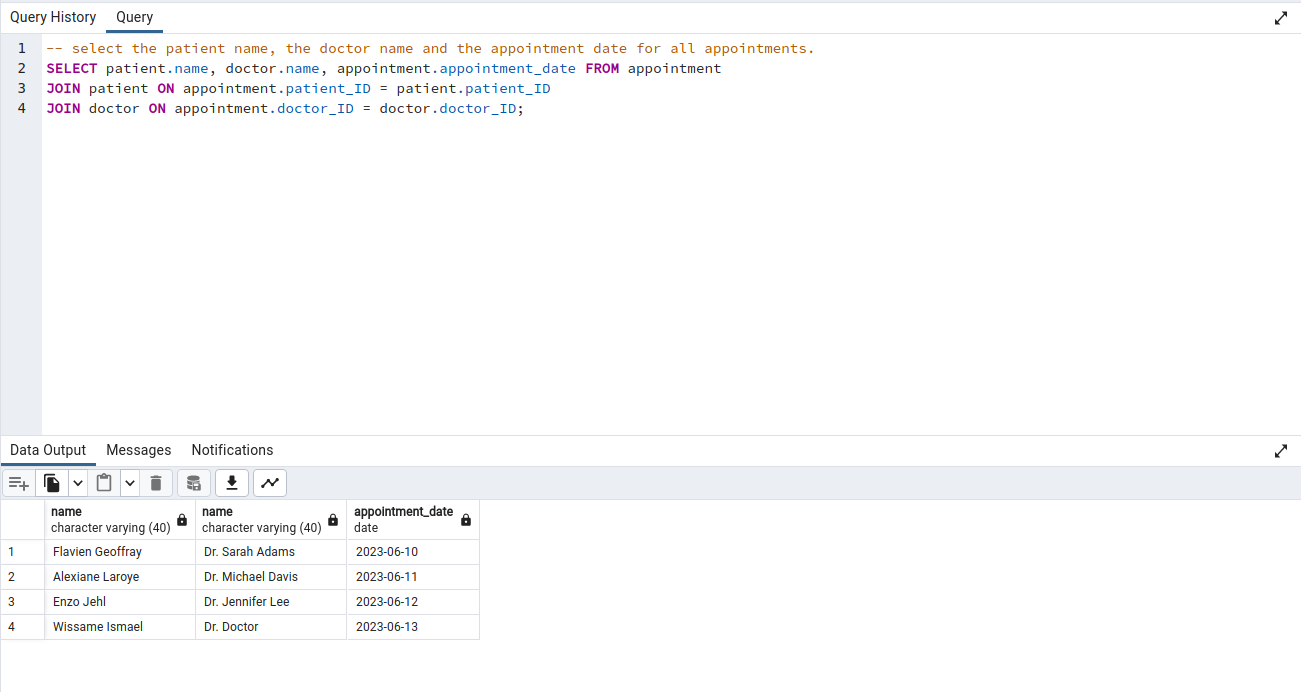 Query History Query
1 -- select the patient name, the doctor name and the appointment date for all appointments.
2 SELECT patient.name, doctor.name, appointment.appointment_date FROM appointment
3 JOIN patient ON appointment.patient_ID = patient.patient_ID
4 JOIN doctor ON appointment.doctor_ID = doctor.doctor_ID;
Data Output Messages Notifications
name name appointment_date
character varying (40) character varying (40) date
1 Flavien Geoffray Dr. Sarah Adams 2023-06-10
2 Alexiane Laroye Dr. Michael Davis 2023-06-11
3 Enzo Jehl Dr. Jennifer Lee 2023-06-12
4 Wissame Ismael Dr. Doctor 2023-06-13